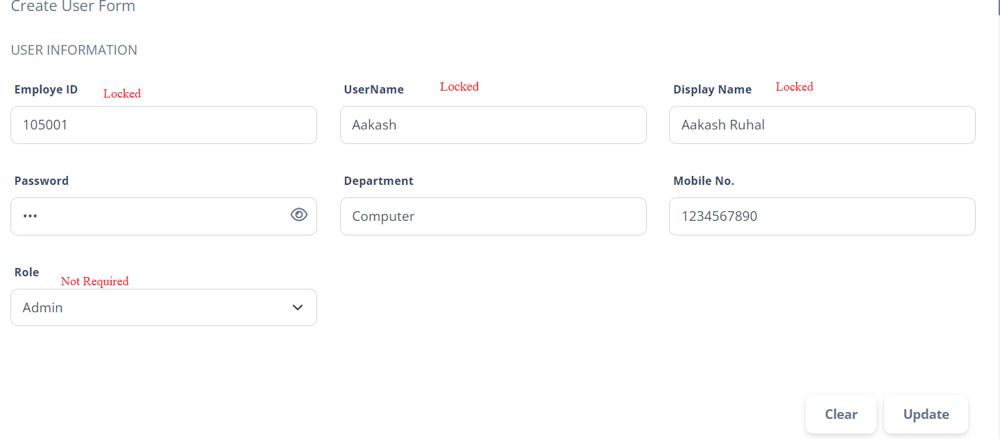 Create User Form
USER INFORMATION
Employe ID Locked UserName Locked Display Name Locked
105001 Aakash Aakash Ruhal
Password Department Mobile No.
••• Computer 1234567890
Role Not Required
Admin
Clear Update